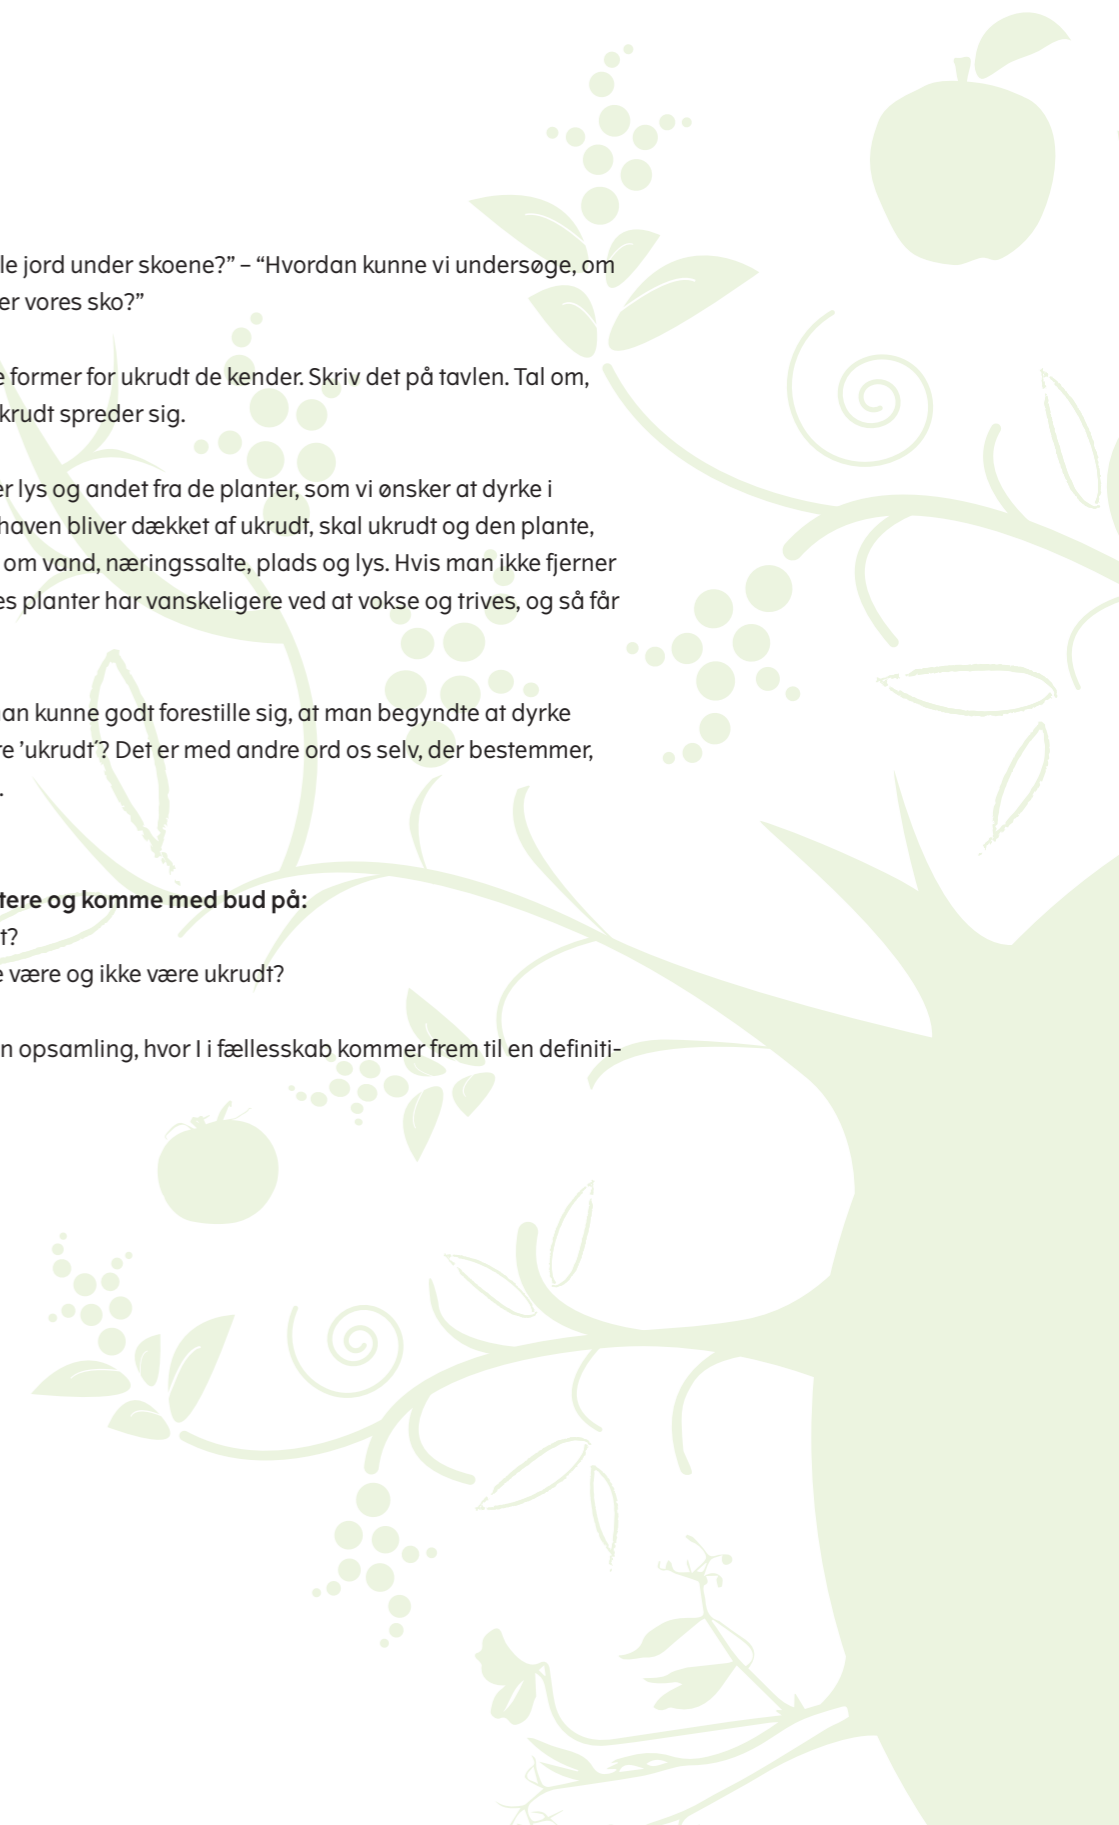 le jord under skoene?” – “Hvordan kunne vi undersøge, om
er vores sko?”
e former for ukrudt de kender. Skriv det på tavlen. Tal om,
krudt spreder sig.
er lys og andet fra de planter, som vi ønsker at dyrke i
haven bliver dækket af ukrudt, skal ukrudt og den plante,
om vand, næringssalte, plads og lys. Hvis man ikke fjerner
es planter har vanskeligere ved at vokse og trives, og så får
an kunne godt forestille sig, at man begyndte at dyrke
re ’ukrudt´? Det er med andre ord os selv, der bestemmer,
.
tere og komme med bud på:
t?
e være og ikke være ukrudt?
n opsamling, hvor I i fællesskab kommer frem til en definiti-